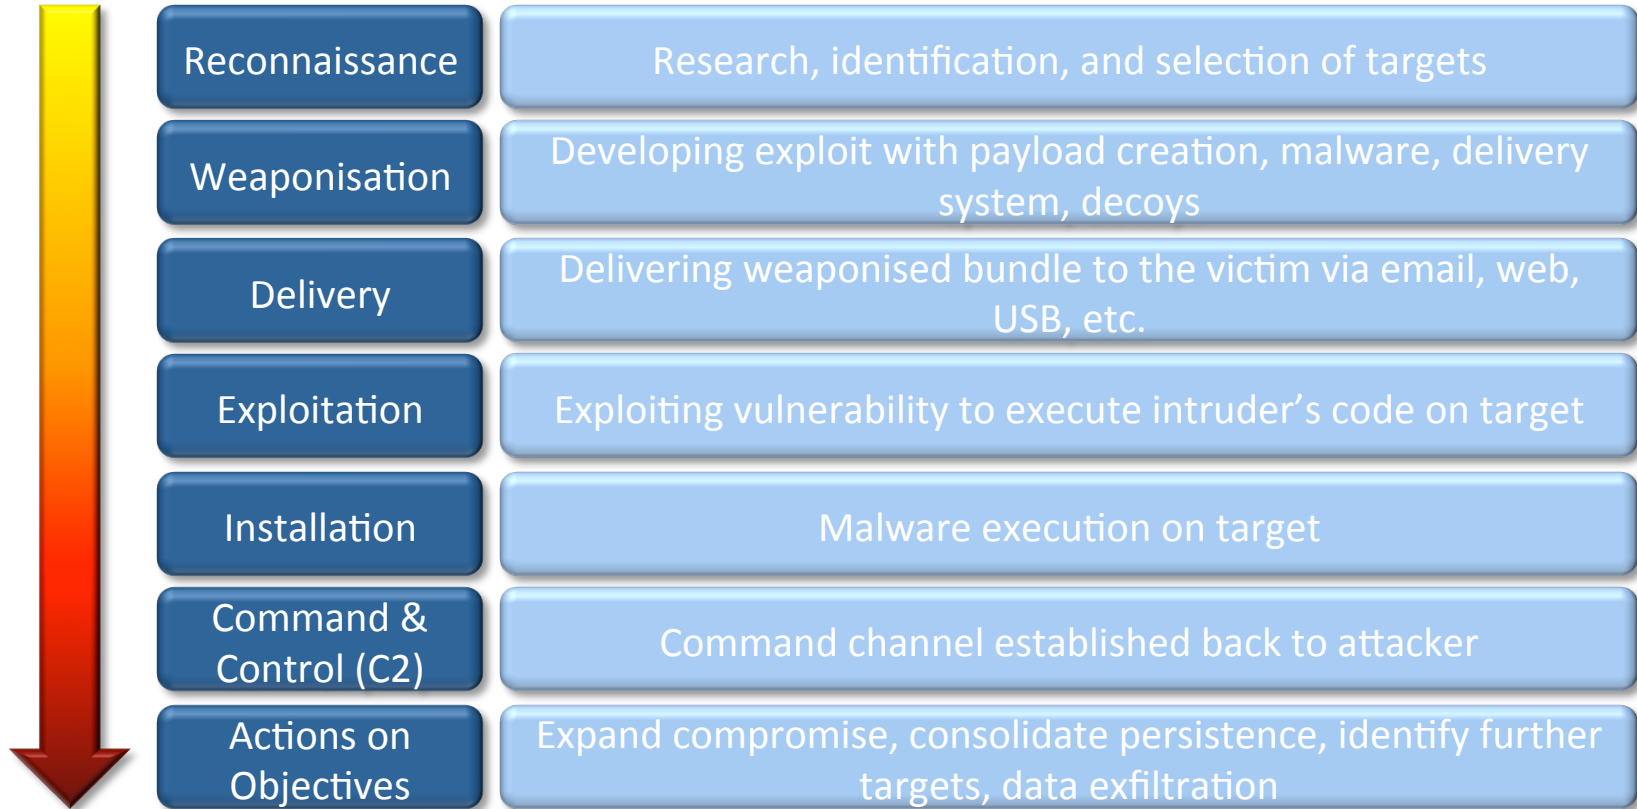 Reconnaissance
Research, identification, and selection of targets
Weaponisation
Developing exploit with payload creation, malware, delivery
system, decoys
Delivery
Delivering weaponised bundle to the victim via email, web,
USB, etc.
Exploitation
Exploiting vulnerability to execute intruder’s code on target
Installation
Malware execution on target
Command &
Control (C2)
Command channel established back to attacker
Actions on
Objectives
Expand compromise, consolidate persistence, identify further
targets, data exfiltration